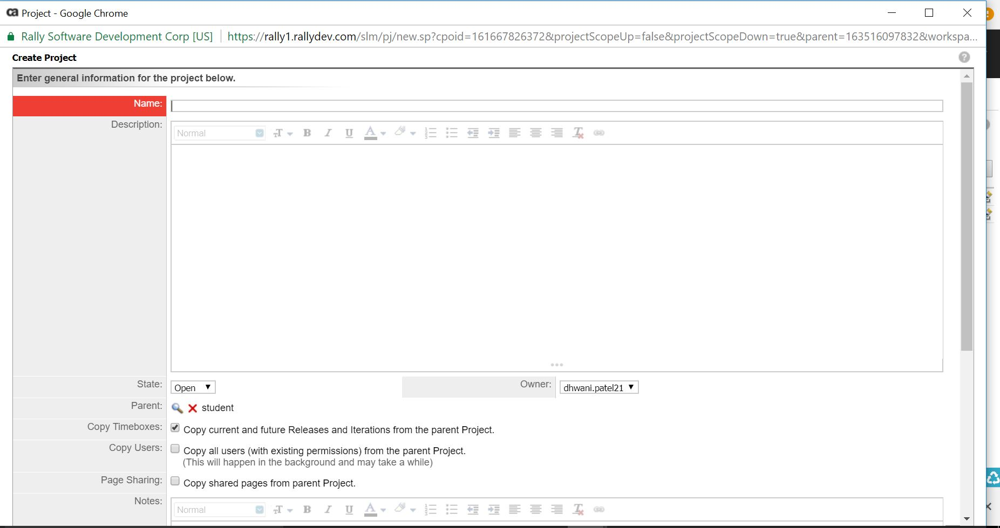 ca Project - Google Chrome
Rally Software Development Corp [US] https://rally1.rallydev.com/slm/pj/new.sp?cpoid=161667826372&projectScopeUp=false&projectScopeDown=true&parent=163516097832&workspa...
Create Project ?
Enter general information for the project below.
Name:
Description:
Normal T B I U A T
State: Open Owner: dhwani.patel21
Parent: student
Copy Timeboxes: Copy current and future Releases and Iterations from the parent Project.
Copy Users: Copy all users (with existing permissions) from the parent Project.
(This will happen in the background and may take a while)
Page Sharing: Copy shared pages from parent Project.
Notes:
Normal T B I U A T